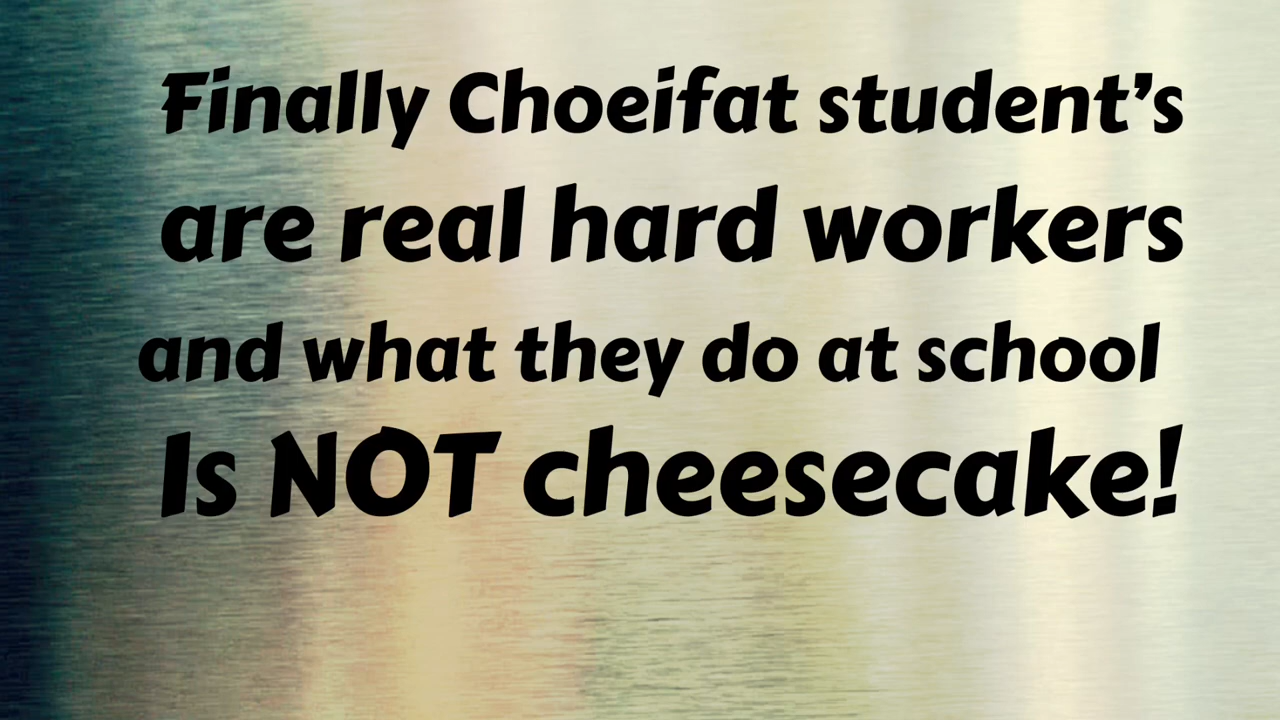 Finally Choeifat student’s
are real hard workers
and what they do at school
Is NOT cheesecake!